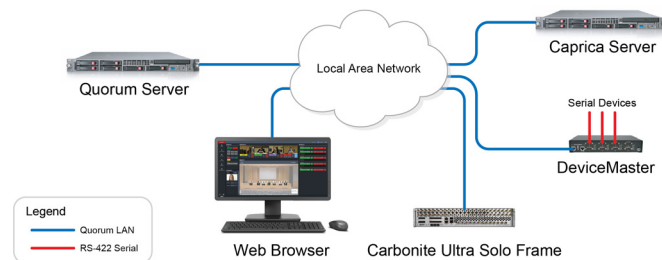 Local Area Network
Caprica Server
Quorum Server
Serial Devices
DeviceMaster
Legend
Quorum LAN
RS-422 Serial
Web Browser
Carbonite Ultra Solo Frame